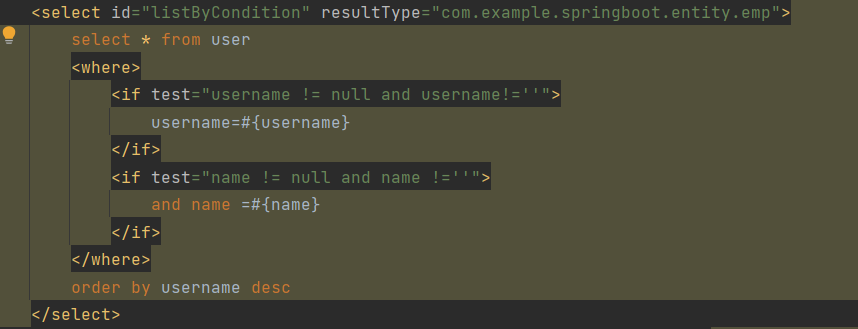 <select id="listByCondition" resultType="com.example.springboot.entity.emp">
select * from user
<where>
<if test="username != null and username!=''">
username=#{username}
</if>
<if test="name != null and name !=''">
and name =#{name}
</if>
</where>
order by username desc
</select>